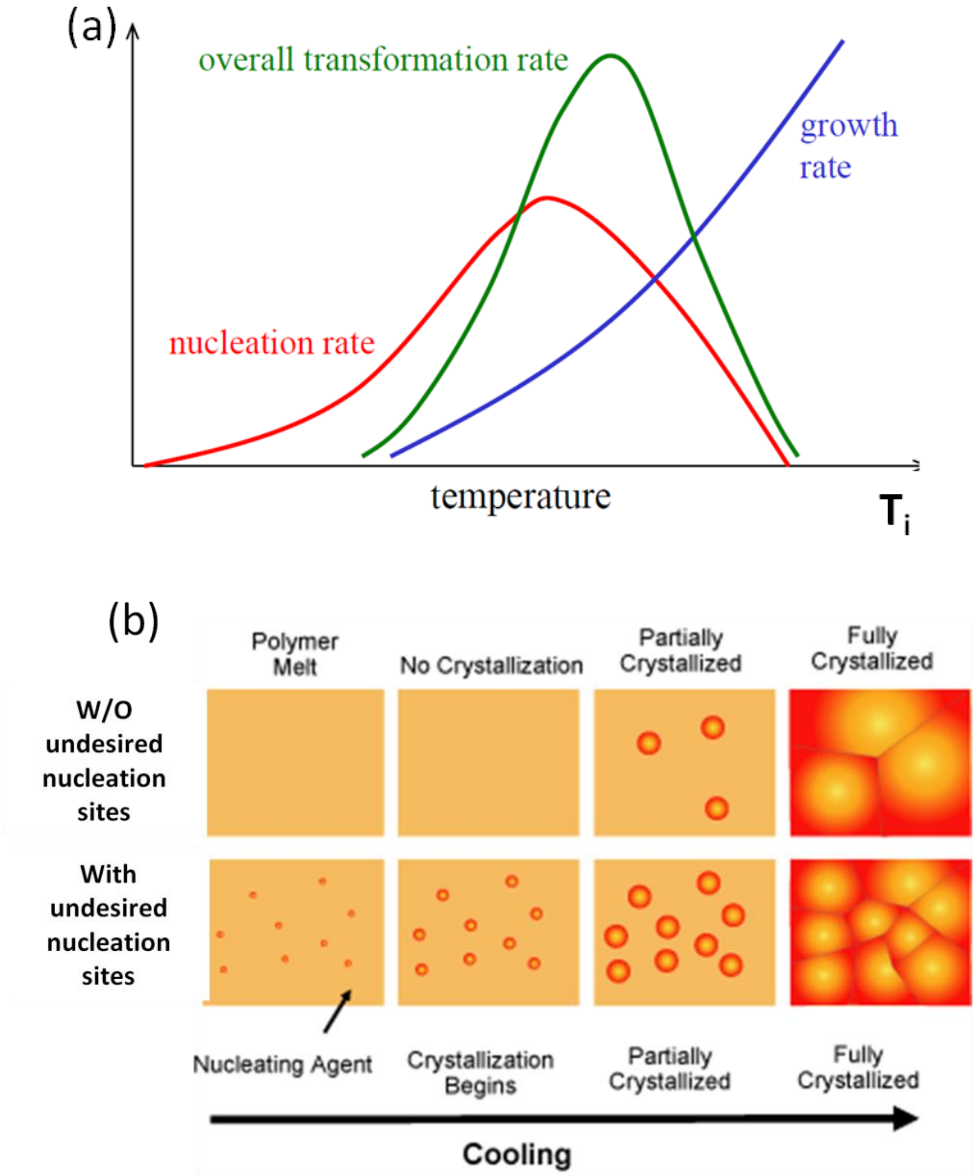 (a)
overall transformation rate
growth
rate
nucleation rate
temperature
Ti
(b)
Polymer
Melt
No Crystallization
Partially
Crystallized
Fully
Crystallized
W/O
undesired
nucleation
sites
With
undesired
nucleation
sites
Nucleating Agent
Crystallization
Begins
Partially
Crystallized
Fully
Crystallized
Cooling